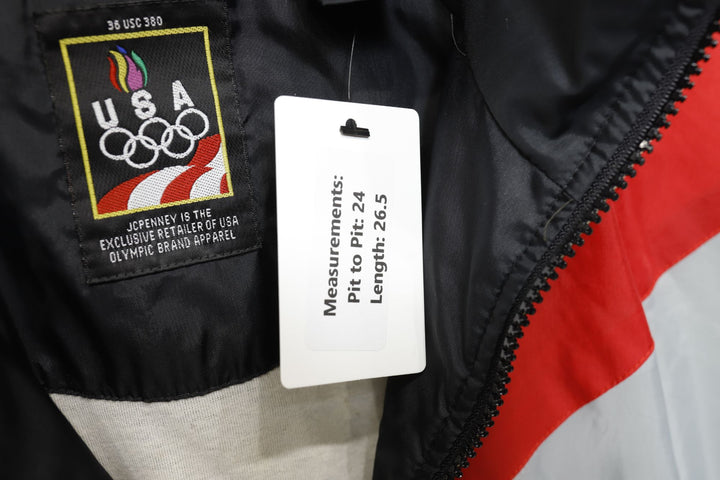 36 USC 380
USA
JCPENNEY IS THE
EXCLUSIVE RETAILER OF USA
OLYMPIC BRAND APPAREL
Measurements:
Pit to Pit: 24
Length: 26.5